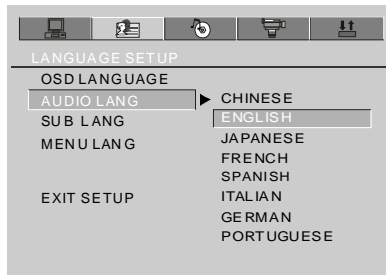 LANGUAGE SETUP
OSD LANGUAGE
AUDIO LANG
SUB LANG
MENU LANG
EXIT SETUP
CHINESE
ENGLISH
JAPANESE
FRENCH
SPANISH
ITALIAN
GERMAN
PORTUGUESE